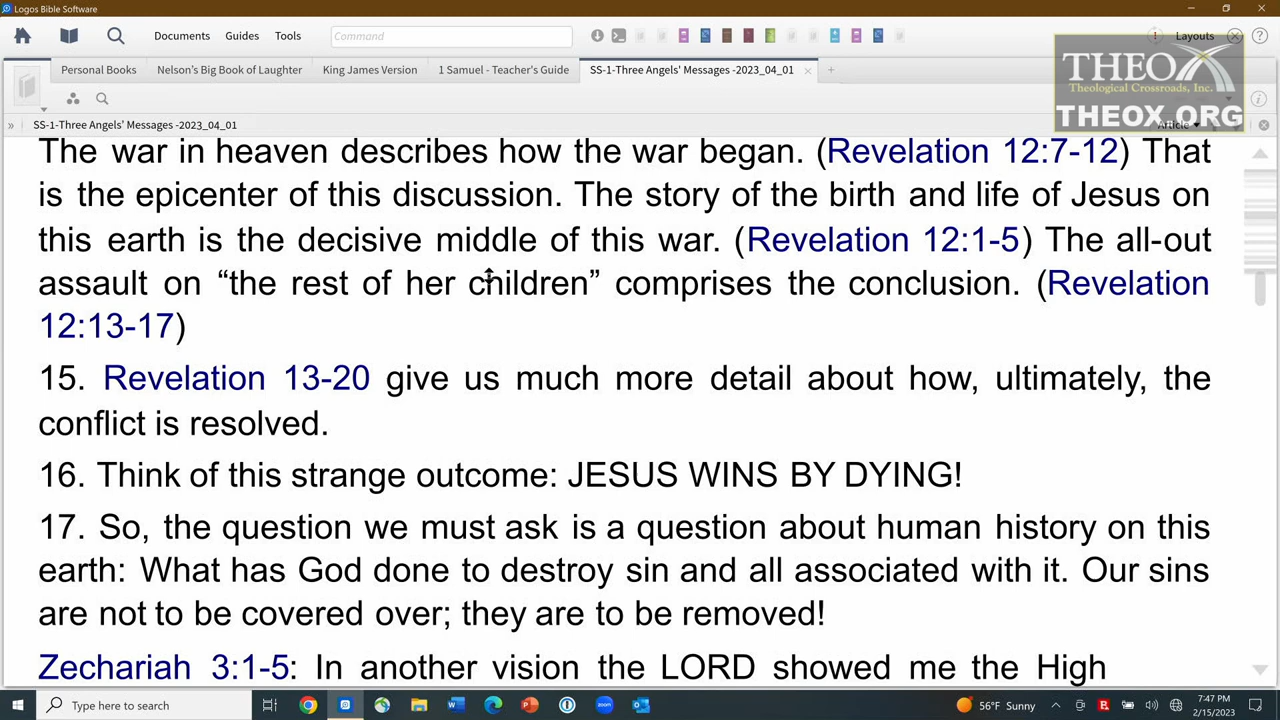 Logos Bible Software
Documents Guides Tools Command Layouts
Personal Books Nelson's Big Book of Laughter King James Version 1 Samuel - Teacher's Guide SS-1-Three Angels' Messages -2023_04_01
THEOX
Theological Crossroads, Inc.
THEOX.ORG
SS-1-Three Angels' Messages -2023_04_01 Article
The war in heaven describes how the war began. (Revelation 12:7-12) That
is the epicenter of this discussion. The story of the birth and life of Jesus on
this earth is the decisive middle of this war. (Revelation 12:1-5) The all-out
assault on “the rest of her children” comprises the conclusion. (Revelation
12:13-17)
15. Revelation 13-20 give us much more detail about how, ultimately, the
conflict is resolved.
16. Think of this strange outcome: JESUS WINS BY DYING!
17. So, the question we must ask is a question about human history on this
earth: What has God done to destroy sin and all associated with it. Our sins
are not to be covered over; they are to be removed!
Zechariah 3:1-5: In another vision the LORD showed me the High
Type here to search 56°F Sunny 7:47 PM
2/15/2023